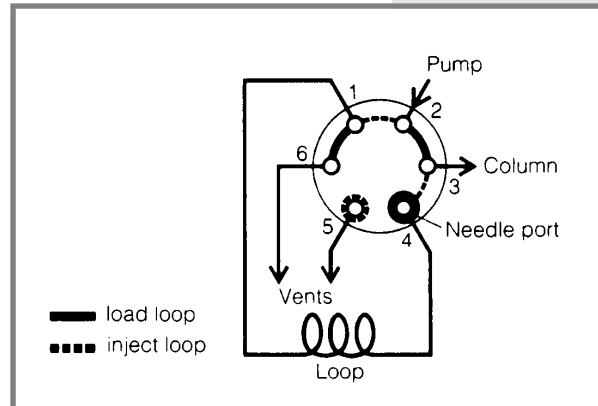 Pump
1
2
6
Column
3
5
4
Needle port
Vents
load loop
inject loop
Loop